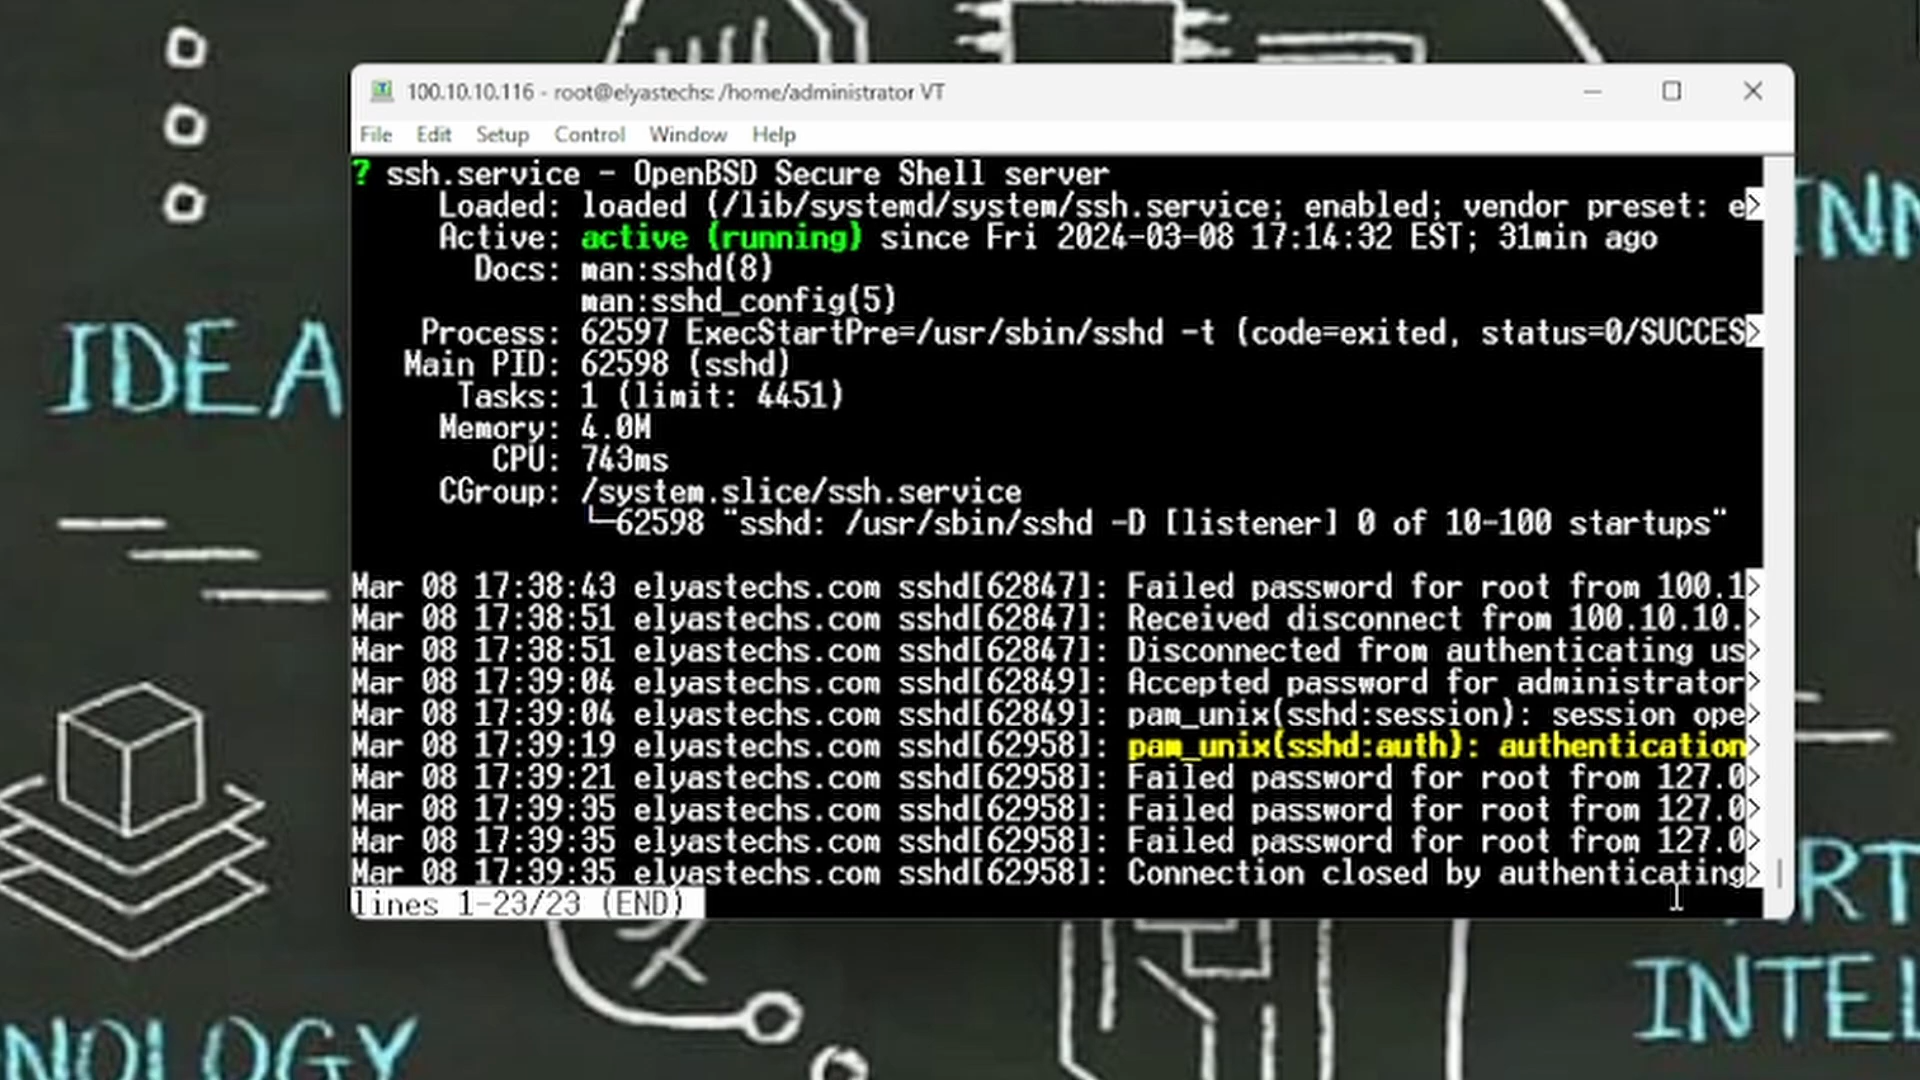 100.10.10.116 - root@elyastechs: /home/administrator VT
File Edit Setup Control Window Help
? ssh.service - OpenBSD Secure Shell server
Loaded: loaded (/lib/systemd/system/ssh.service; enabled; vendor preset: e>
Active: active (running) since Fri 2024-03-08 17:14:32 EST; 31min ago
Docs: man:sshd(8)
man:sshd_config(5)
Process: 62597 ExecStartPre=/usr/sbin/sshd -t (code=exited, status=0/SUCCES>
Main PID: 62598 (sshd)
Tasks: 1 (limit: 4451)
Memory: 4.0M
CPU: 743ms
CGroup: /system.slice/ssh.service
└─62598 "sshd: /usr/sbin/sshd -D [listener] 0 of 10-100 startups"
Mar 08 17:38:43 elyastechs.com sshd[62847]: Failed password for root from 100.1>
Mar 08 17:38:51 elyastechs.com sshd[62847]: Received disconnect from 100.10.10.>
Mar 08 17:38:51 elyastechs.com sshd[62847]: Disconnected from authenticating us>
Mar 08 17:39:04 elyastechs.com sshd[62849]: Accepted password for administrator>
Mar 08 17:39:04 elyastechs.com sshd[62849]: pam_unix(sshd:session): session ope>
Mar 08 17:39:19 elyastechs.com sshd[62958]: pam_unix(sshd:auth): authentication>
Mar 08 17:39:21 elyastechs.com sshd[62958]: Failed password for root from 127.0>
Mar 08 17:39:35 elyastechs.com sshd[62958]: Failed password for root from 127.0>
Mar 08 17:39:35 elyastechs.com sshd[62958]: Failed password for root from 127.0>
Mar 08 17:39:35 elyastechs.com sshd[62958]: Connection closed by authenticating>
lines 1-23/23 (END)
IDEA
INN
RT
INTEL
NOLOGY